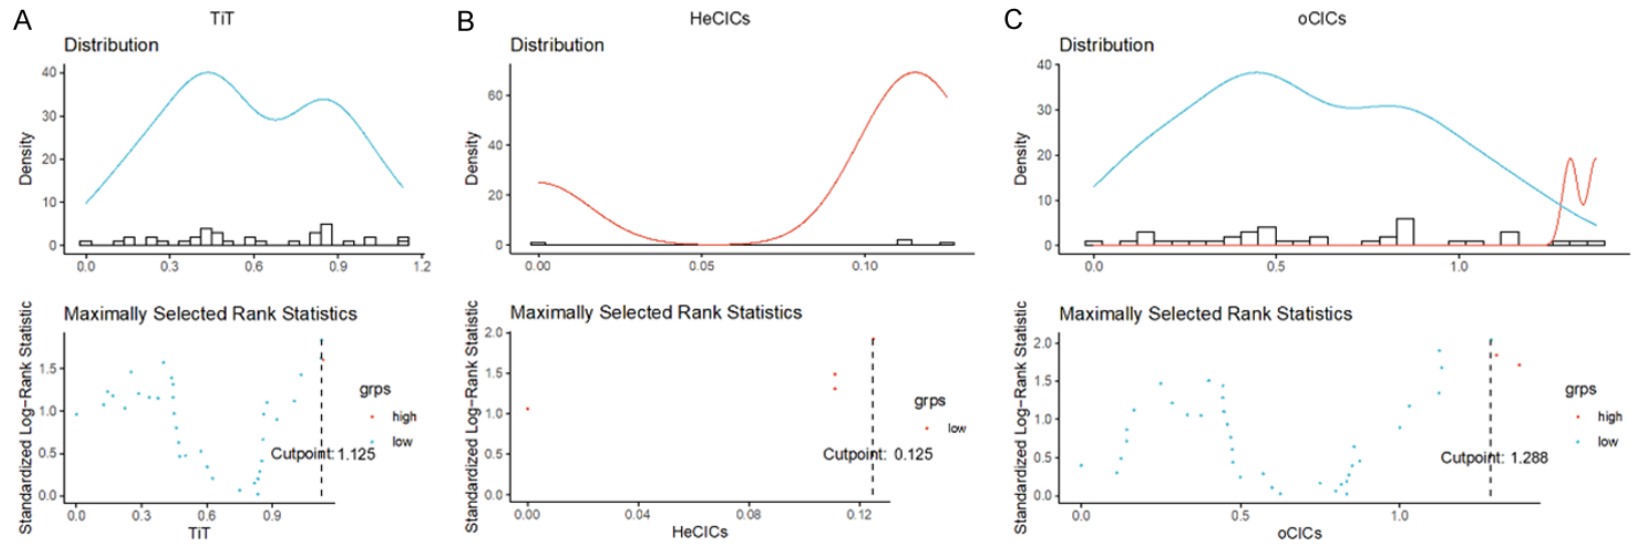 A
TiT
Distribution
Density
40
30
20
10
0
0.0 0.3 0.6 0.9 1.2
Maximally Selected Rank Statistics
Standardized Log-Rank Statistic
1.5
1.0
0.5
0.0
Cutpoint: 1.125
grps
high
low
0.0 0.3 0.6 0.9
TiT
B
HeCICs
Distribution
Density
60
40
20
0
0.00 0.05 0.10
Maximally Selected Rank Statistics
Standardized Log-Rank Statistic
2.0
1.5
1.0
0.5
0.0
Cutpoint: 0.125
grps
low
0.00 0.04 0.08 0.12
HeCICs
C
oCICs
Distribution
Density
40
30
20
10
0
0.0 0.5 1.0
Maximally Selected Rank Statistics
Standardized Log-Rank Statistic
2.0
1.5
1.0
0.5
0.0
Cutpoint: 1.288
grps
high
low
0.0 0.5 1.0
oCICs